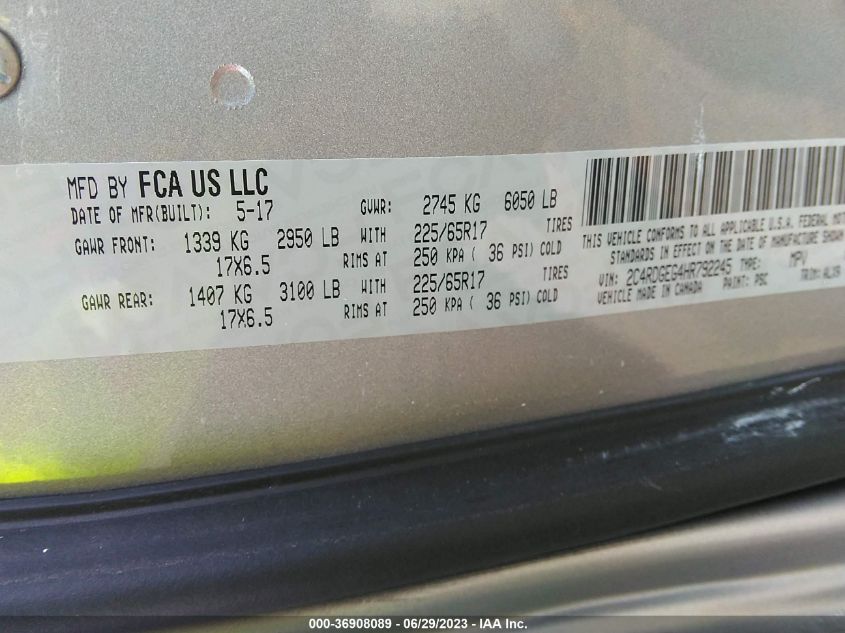 MFD BY FCA US LLC
DATE OF MFR(BUILT): 5-17 GVWR: 2745 KG 6050 LB
GAWR FRONT: 1339 KG 2950 LB WITH 225/65R17 TIRES
17X6.5 RIMS AT 250 KPA ( 36 PSI) COLD
GAWR REAR: 1407 KG 3100 LB WITH 225/65R17 TIRES
17X6.5 RIMS AT 250 KPA ( 36 PSI) COLD
THIS VEHICLE CONFORMS TO ALL APPLICABLE U.S.A. FEDERAL
STANDARDS IN EFFECT ON THE DATE OF MANUFACTURE SHOWN
VIN: 2C4RDGEG4HR792245 TYPE: MPV
VEHICLE MADE IN CANADA PAINT: PSC TRIM:
000-36908089 - 06/29/2023 - IAA Inc.